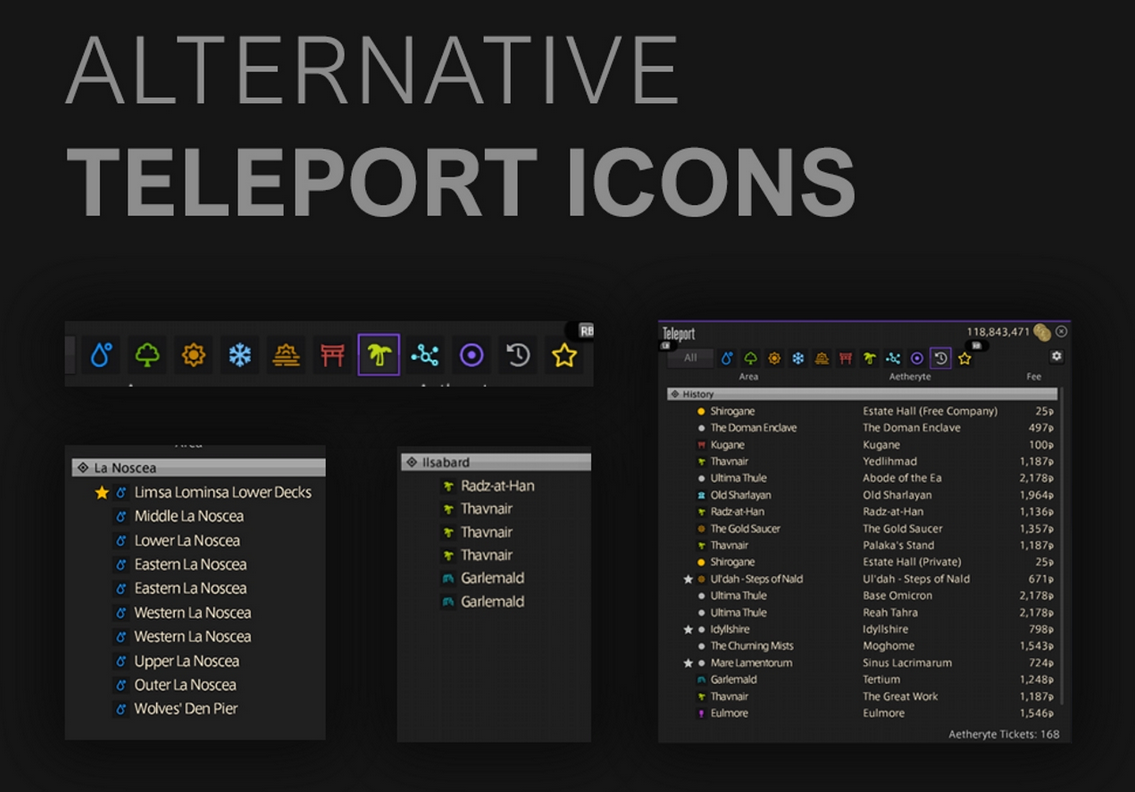 ALTERNATIVE
TELEPORT ICONS
RB
La Noscea
Limsa Lominsa Lower Decks
Middle La Noscea
Lower La Noscea
Eastern La Noscea
Eastern La Noscea
Western La Noscea
Western La Noscea
Upper La Noscea
Outer La Noscea
Wolves' Den Pier
Ilsabard
Radz-at-Han
Thavnair
Thavnair
Thavnair
Garlemald
Garlemald
Teleport 118,843,471
LB RB
All
Area Aetheryte Fee
History
Shirogane Estate Hall (Free Company) 25
The Doman Enclave The Doman Enclave 497
Kugane Kugane 100
Thavnair Yedlihmad 1,187
Ultima Thule Abode of the Ea 2,178
Old Sharlayan Old Sharlayan 1,964
Radz-at-Han Radz-at-Han 1,136
The Gold Saucer The Gold Saucer 1,357
Thavnair Palaka's Stand 1,187
Shirogane Estate Hall (Private) 25
Ul'dah - Steps of Nald Ul'dah - Steps of Nald 671
Ultima Thule Base Omicron 2,178
Ultima Thule Reah Tahra 2,178
Idyllshire Idyllshire 798
The Churning Mists Moghome 1,543
Mare Lamentorum Sinus Lacrimarum 724
Garlemald Tertium 1,248
Thavnair The Great Work 1,187
Eulmore Eulmore 1,546
Aetheryte Tickets: 168